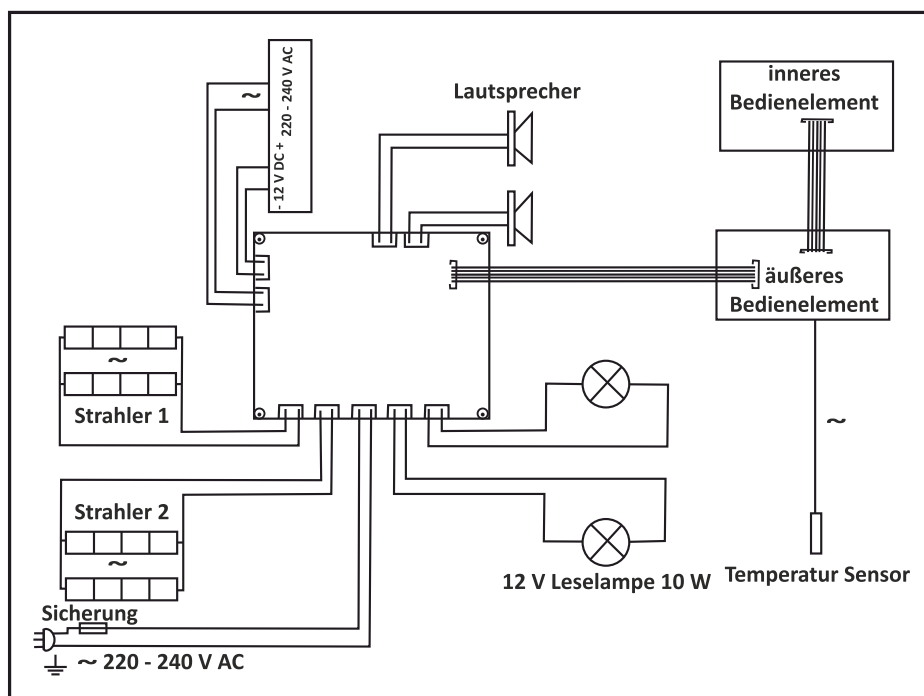 - 12 V DC + 220 - 240 V AC
~
Lautsprecher
inneres
Bedienelement
äußeres
Bedienelement
~
Strahler 1
~
Strahler 2
~
12 V Leselampe 10 W
Temperatur Sensor
Sicherung
~ 220 - 240 V AC